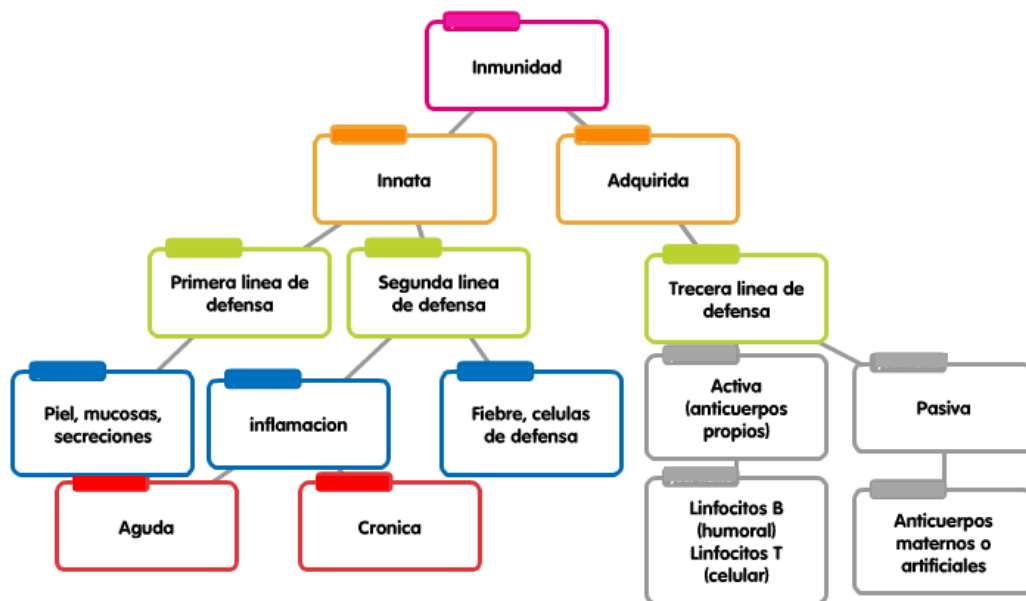 Inmunidad
Innata
Adquirida
Primera linea de
defensa
Segunda linea
de defensa
Trecera linea de
defensa
Piel, mucosas,
secreciones
inflamacion
Fiebre, celulas
de defensa
Activa
(anticuerpos
propios)
Pasiva
Aguda
Cronica
Linfocitos B
(humoral)
Linfocitos T
(celular)
Anticuerpos
maternos o
artificiales